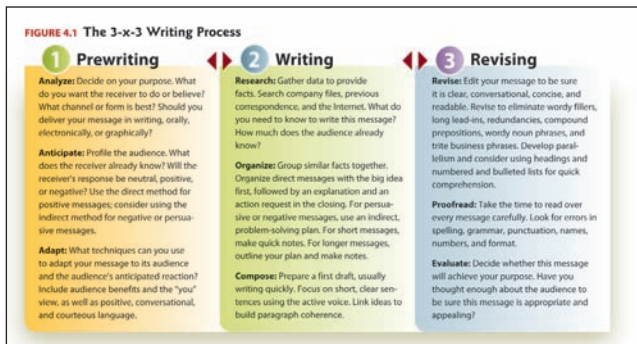 FIGURE 4.1 The 3-x-3 Writing Process
1 Prewriting
Analyze: Decide on your purpose. What
do you want the receiver to do or believe?
What channel or form is best? Should you
deliver your message in writing, orally,
electronically, or graphically?
Anticipate: Profile the audience. What
does the receiver already know? Will the
receiver's response be neutral, positive,
or negative? Use the direct method for
positive messages; consider using the
indirect method for negative or persua-
sive messages.
Adapt: What techniques can you use
to adapt your message to its audience
and the audience's anticipated reaction?
Include audience benefits and the "you"
view, as well as positive, conversational,
and courteous language.
2 Writing
Research: Gather data to provide
facts. Search company files, previous
correspondence, and the Internet. What do
you need to know to write this message?
How much does the audience already
know?
Organize: Group similar facts together.
Organize direct messages with the big idea
first, followed by an explanation and an
action request in the closing. For persua-
sive or negative messages, use an indirect,
problem-solving plan. For short messages,
make quick notes. For longer messages,
outline your plan and make notes.
Compose: Prepare a first draft, usually
writing quickly. Focus on short, clear sen-
tences using the active voice. Link ideas to
build paragraph coherence.
3 Revising
Revise: Edit your message to be sure
it is clear, conversational, concise, and
readable. Revise to eliminate wordy fillers,
long lead-ins, redundancies, compound
prepositions, wordy noun phrases, and
trite business phrases. Develop paral-
lelism and consider using headings and
numbered and bulleted lists for quick
comprehension.
Proofread: Take the time to read over
every message carefully. Look for errors in
spelling, grammar, punctuation, names,
numbers, and format.
Evaluate: Decide whether this message
will achieve your purpose. Have you
thought enough about the audience to
be sure this message is appropriate and
appealing?